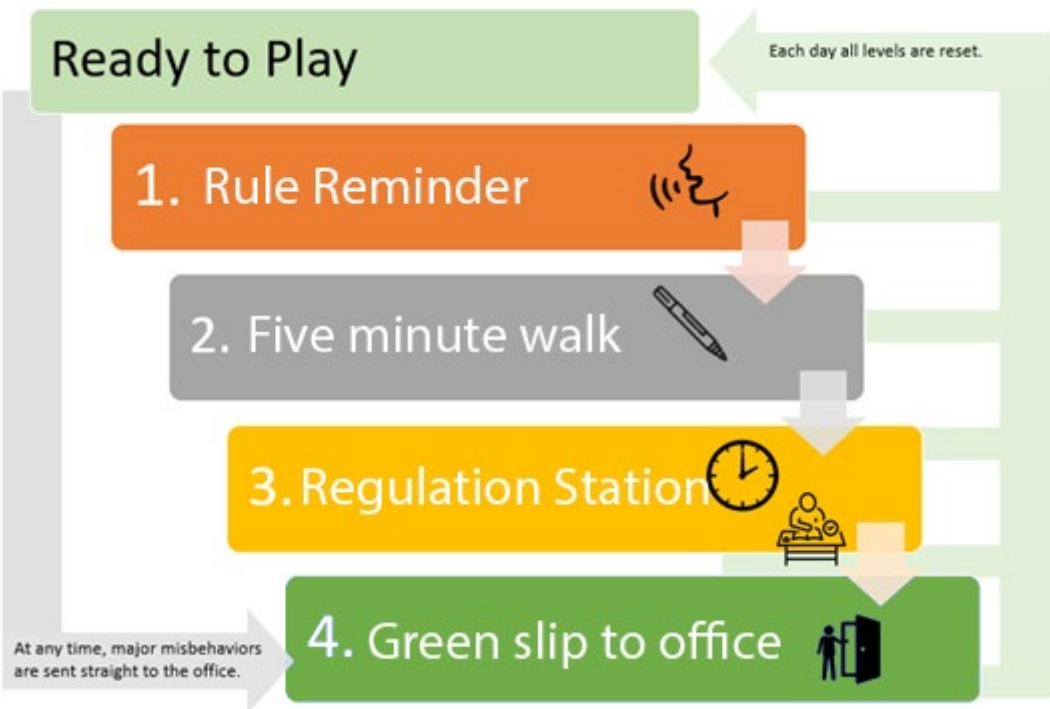 Ready to Play
Each day all levels are reset.
1. Rule Reminder
2. Five minute walk
3. Regulation Station
4. Green slip to office
At any time, major misbehaviors
are sent straight to the office.